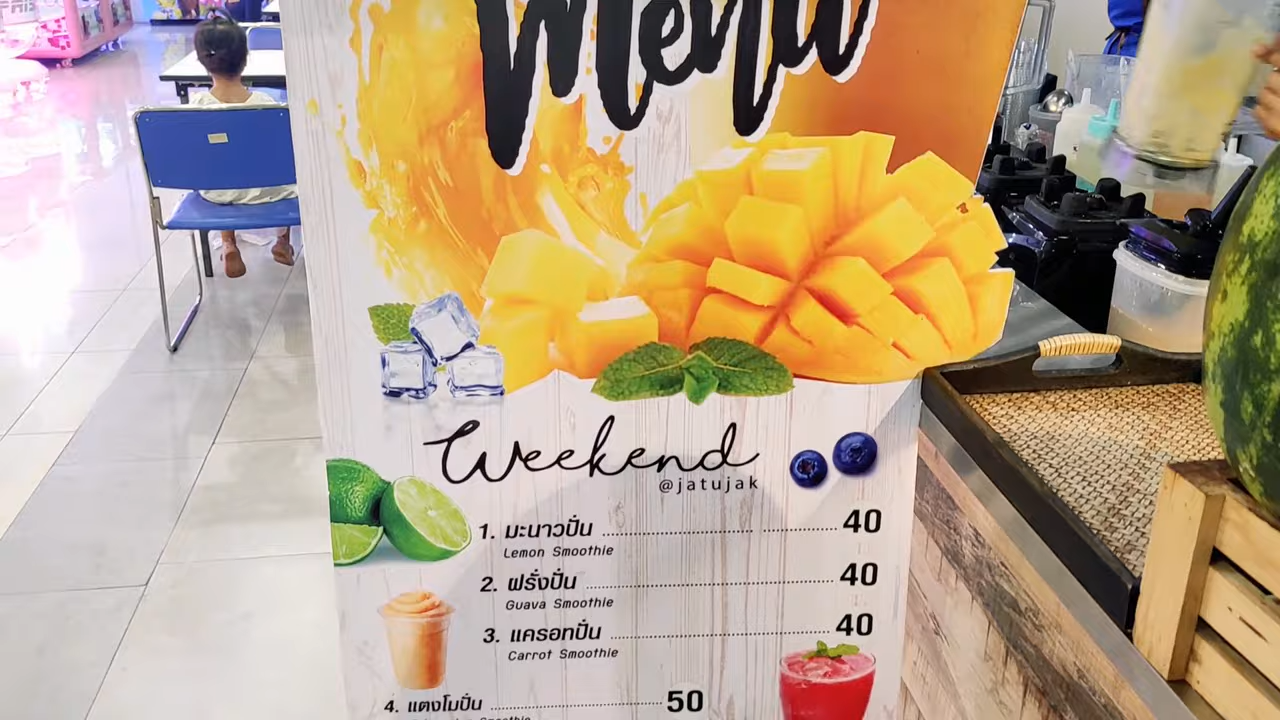 Menu
Weekend
@jatujak
1. มะนาวปั่น ........................ 40
Lemon Smoothie
2. ฝรั่งปั่น ........................ 40
Guava Smoothie
3. แครอทปั่น ........................ 40
Carrot Smoothie
4. แตงโมปั่น ........................ 50
Smoothie